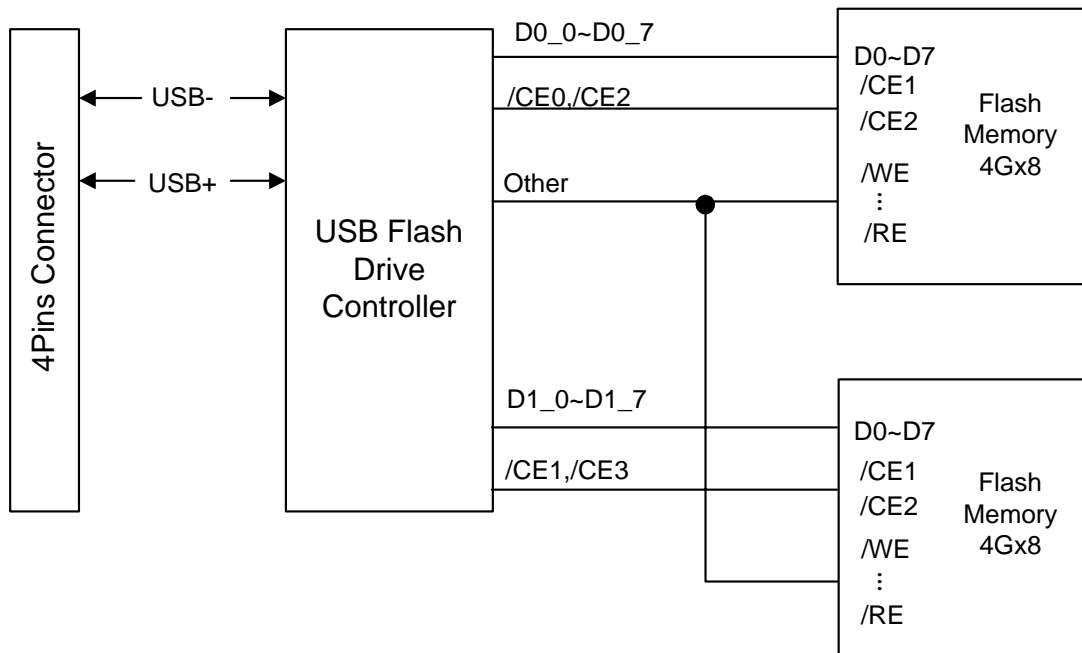 4Pins Connector
USB-
USB+
USB Flash
Drive
Controller
D0_0~D0_7
/CE0,/CE2
Other
D1_0~D1_7
/CE1,/CE3
D0~D7
/CE1
/CE2
/WE
⋮
/RE
Flash
Memory
4Gx8
D0~D7
/CE1
/CE2
/WE
⋮
/RE
Flash
Memory
4Gx8